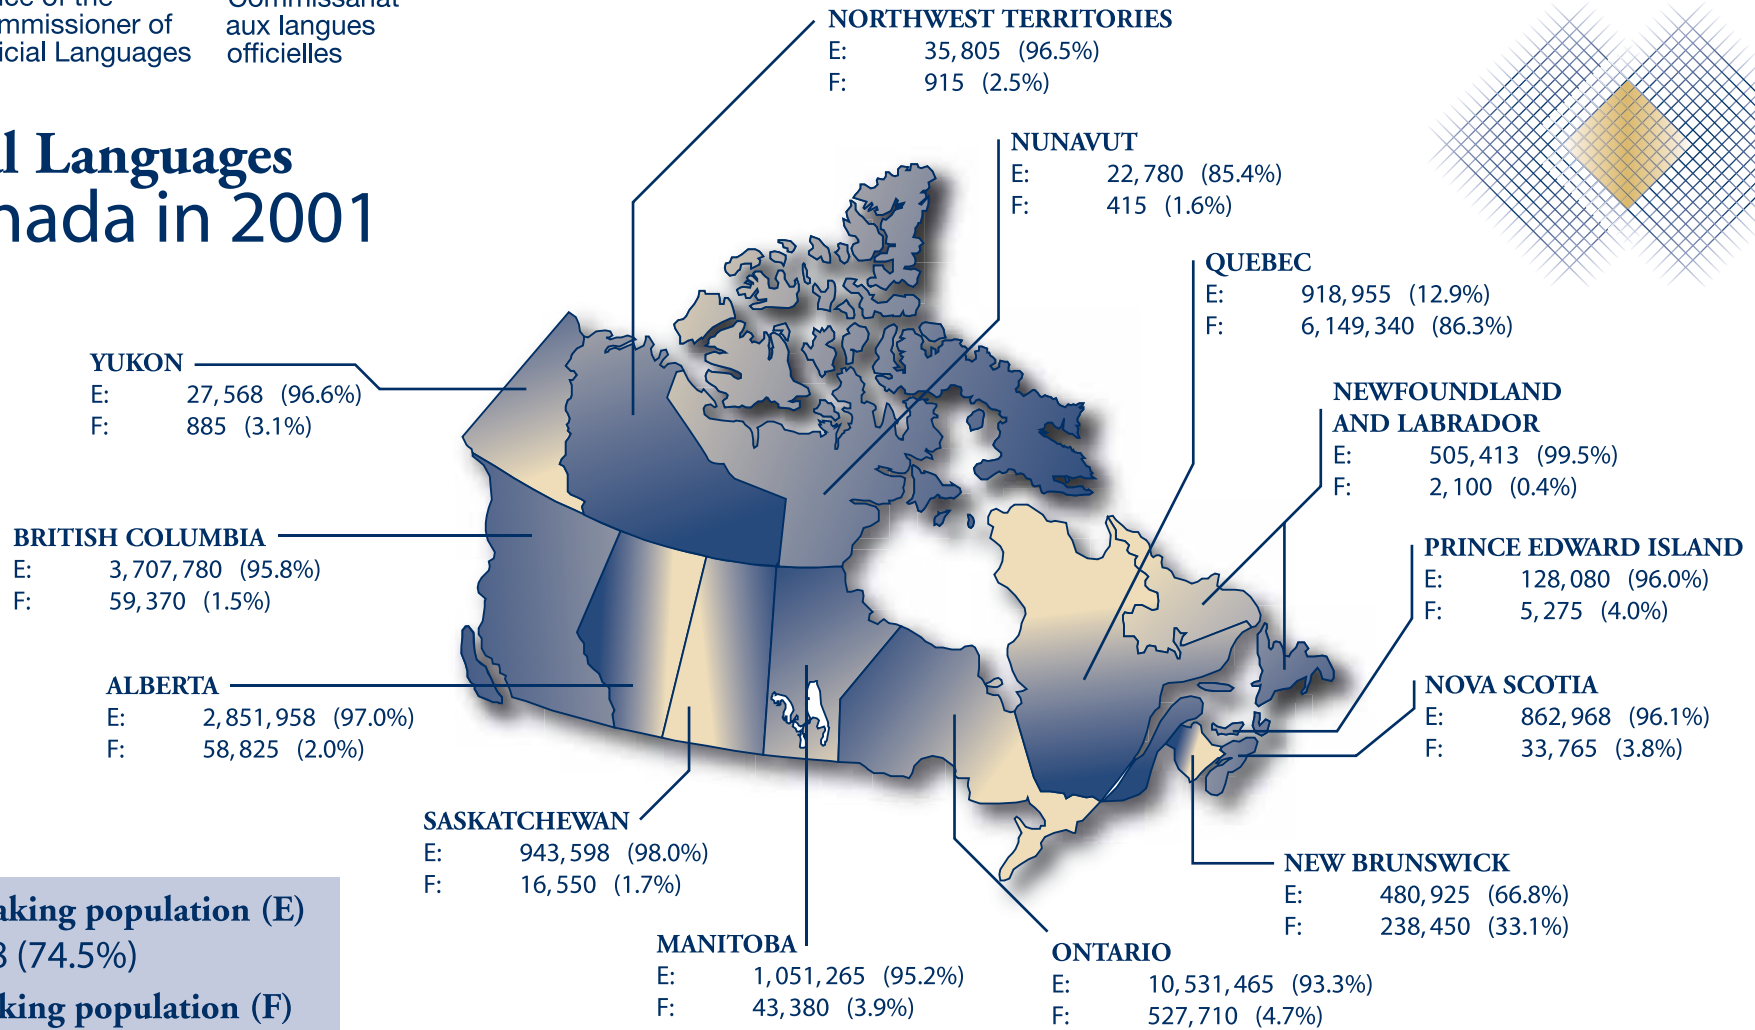 of the
Commissariat
of
aux langues
Languages
officielles
Languages
in 2001
NORTHWEST TERRITORIES
E: 35,805 (96.5%)
F: 915 (2.5%)
NUNAVUT
E: 22,780 (85.4%)
F: 415 (1.6%)
QUEBEC
E: 918,955 (12.9%)
F: 6,149,340 (86.3%)
YUKON
E: 27,568 (96.6%)
F: 885 (3.1%)
NEWFOUNDLAND
AND LABRADOR
E: 505,413 (99.5%)
F: 2,100 (0.4%)
BRITISH COLUMBIA
E: 3,707,780 (95.8%)
F: 59,370 (1.5%)
PRINCE EDWARD ISLAND
E: 128,080 (96.0%)
F: 5,275 (4.0%)
ALBERTA
E: 2,851,958 (97.0%)
F: 58,825 (2.0%)
NOVA SCOTIA
E: 862,968 (96.1%)
F: 33,765 (3.8%)
SASKATCHEWAN
E: 943,598 (98.0%)
F: 16,550 (1.7%)
NEW BRUNSWICK
E: 480,925 (66.8%)
F: 238,450 (33.1%)
MANITOBA
E: 1,051,265 (95.2%)
F: 43,380 (3.9%)
ONTARIO
E: 10,531,465 (93.3%)
F: 527,710 (4.7%)
population (E)
(74.5%)
population (F)